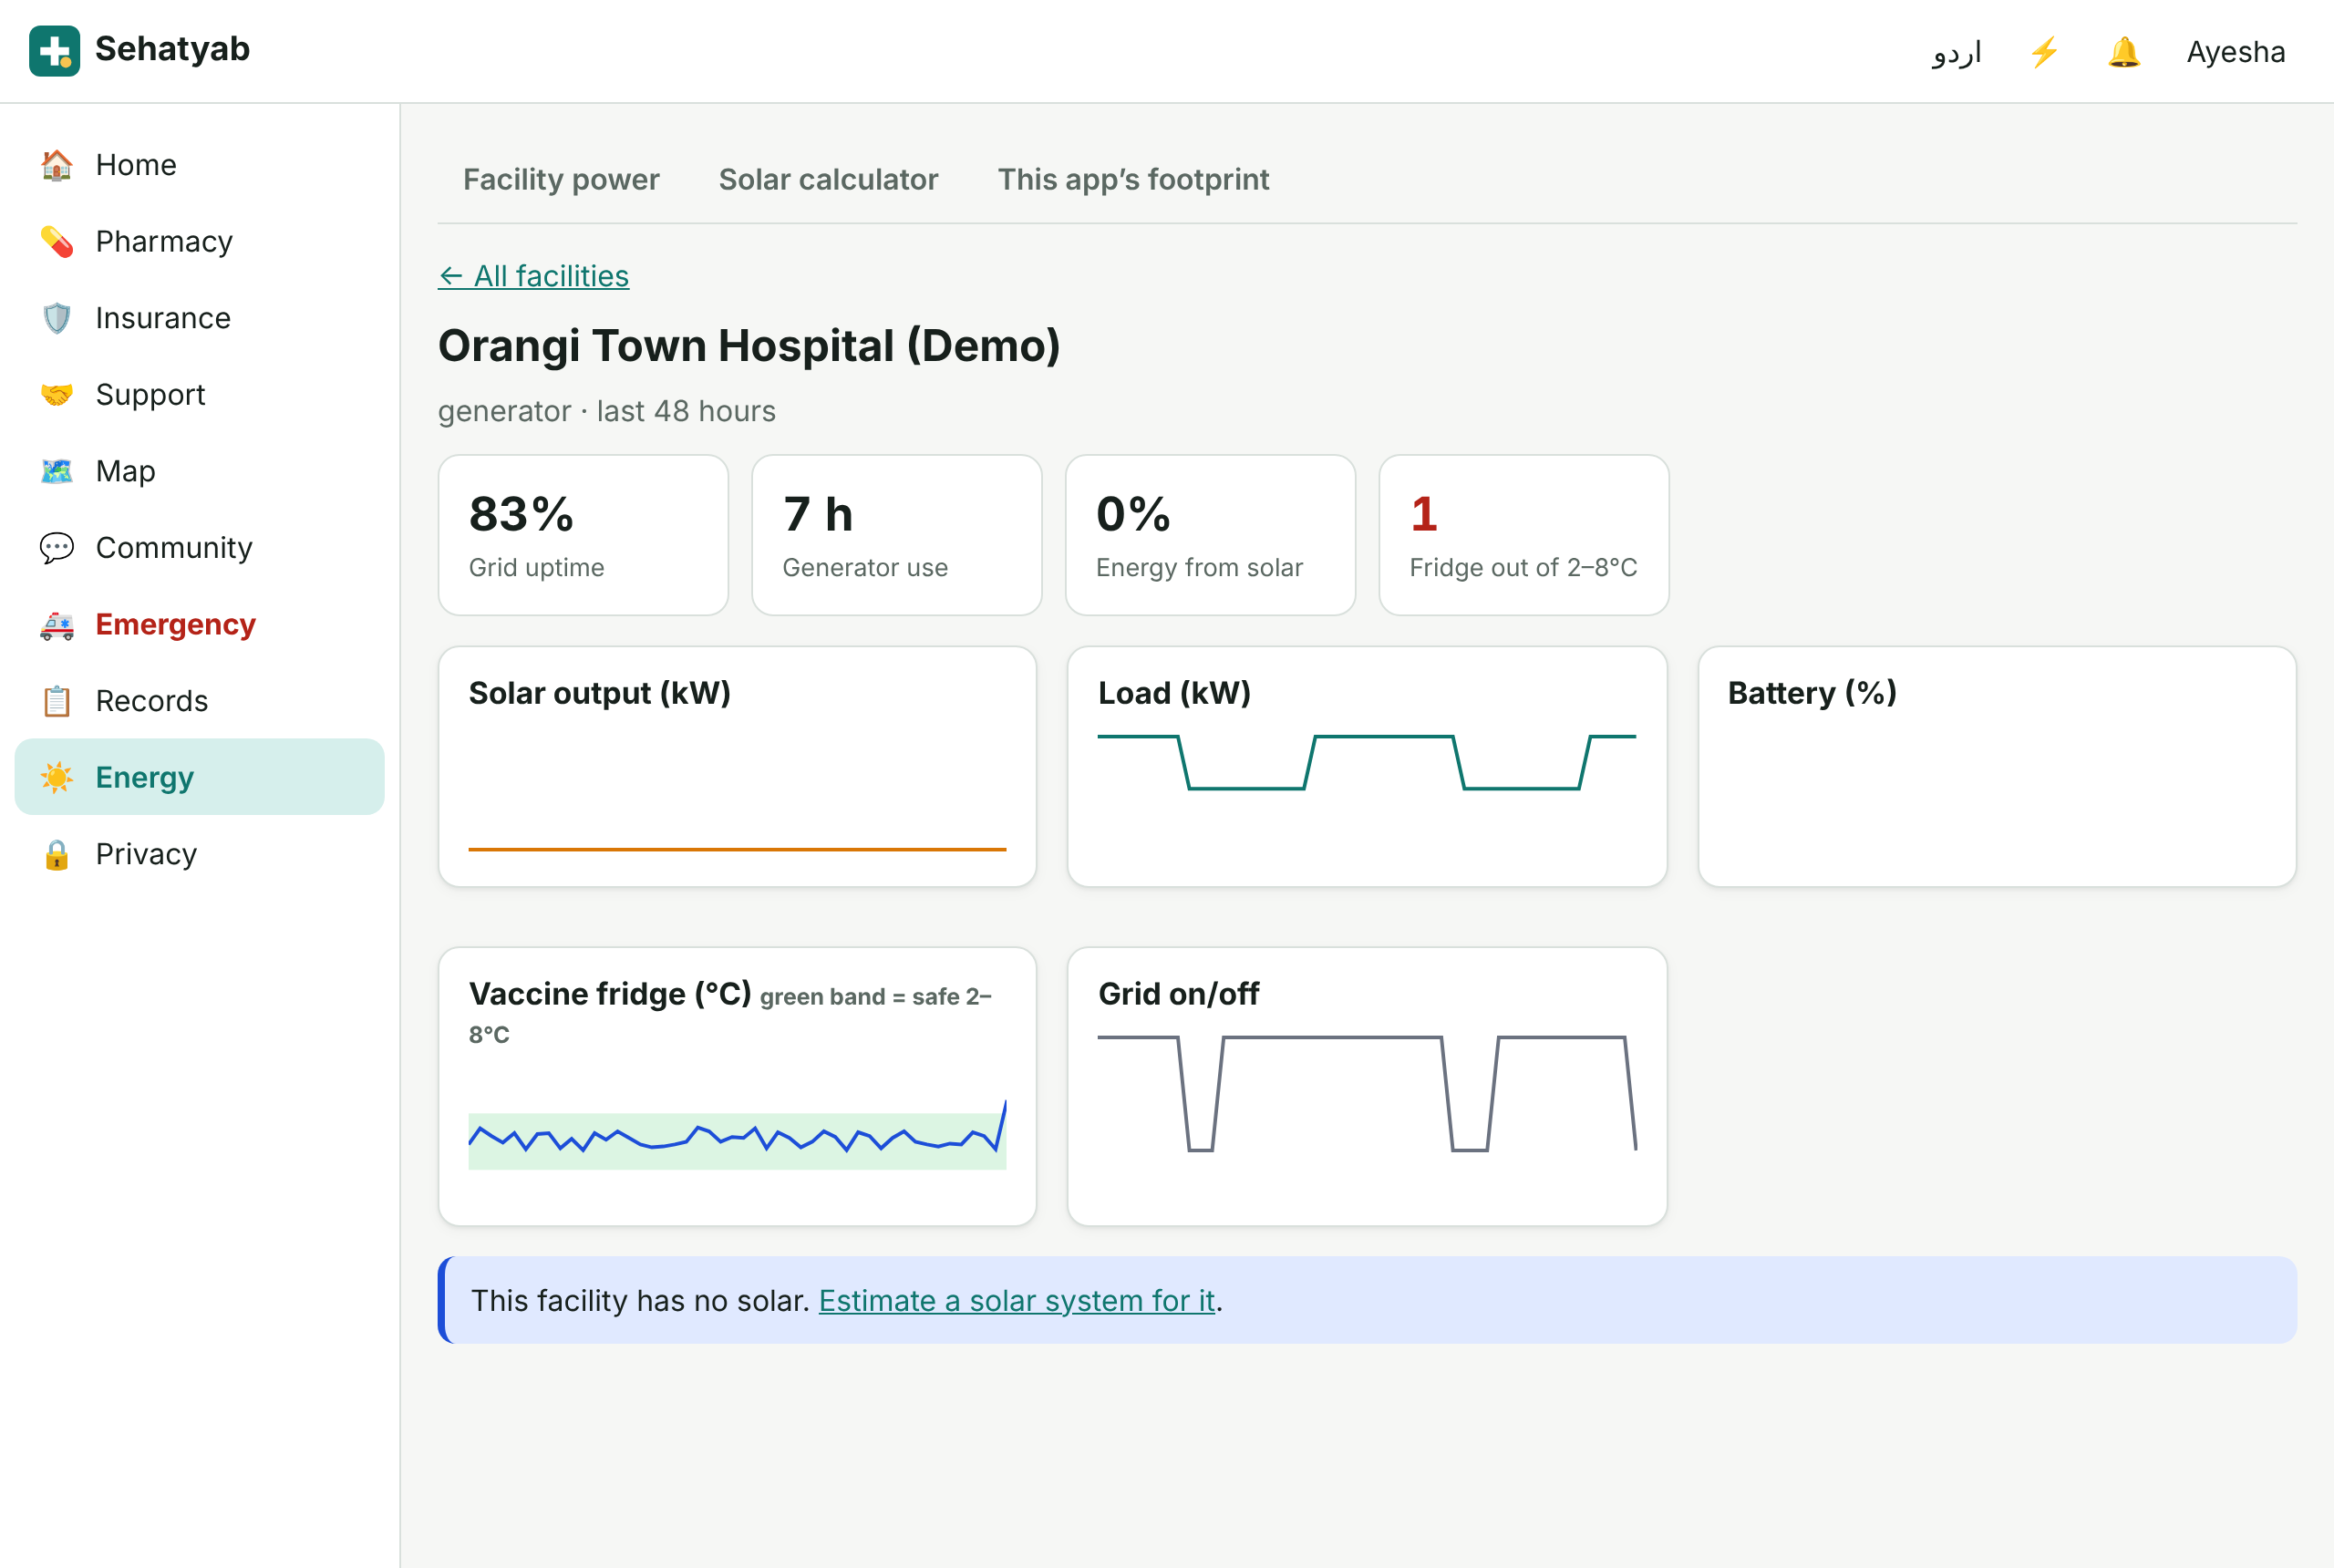 Sehatyab
اردو
Ayesha
Home
Pharmacy
Insurance
Support
Map
Community
Emergency
Records
Energy
Privacy
Facility power
Solar calculator
This app’s footprint
← All facilities
Orangi Town Hospital (Demo)
generator · last 48 hours
83%
Grid uptime
7 h
Generator use
0%
Energy from solar
1
Fridge out of 2–8°C
Solar output (kW)
Load (kW)
Battery (%)
Vaccine fridge (°C) green band = safe 2–
8°C
Grid on/off
This facility has no solar. Estimate a solar system for it.